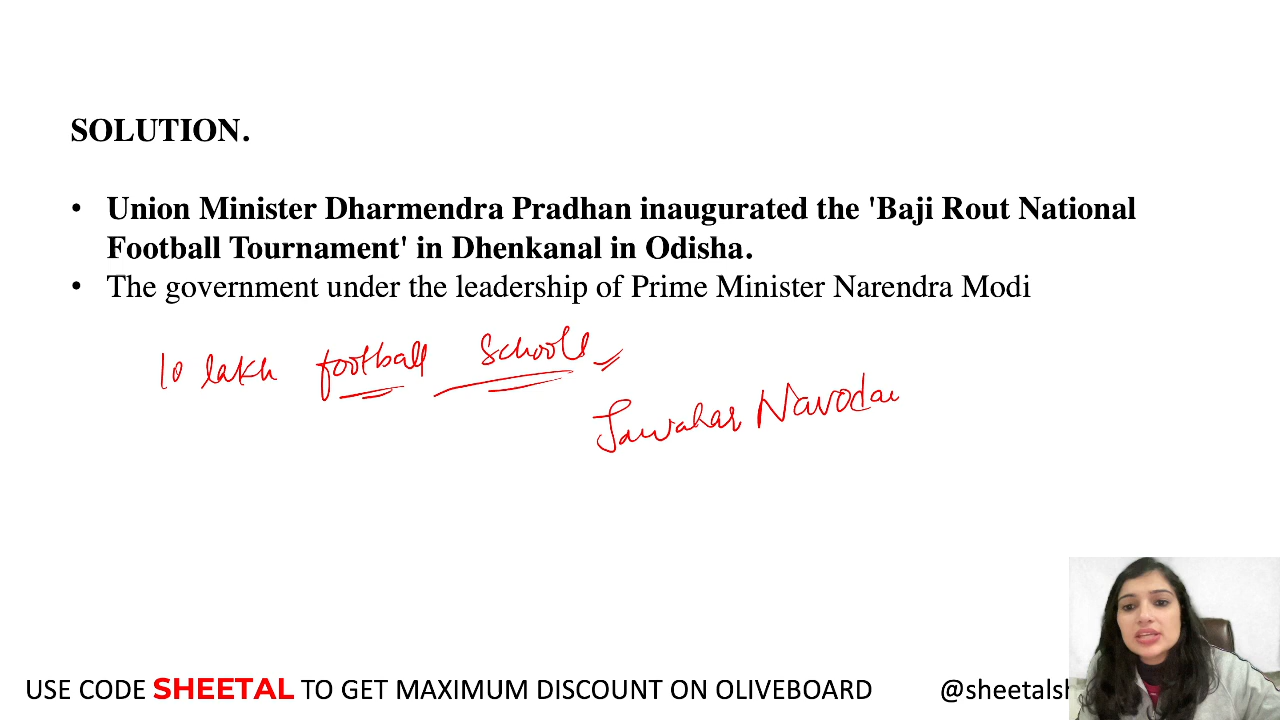 SOLUTION.
• Union Minister Dharmendra Pradhan inaugurated the 'Baji Rout National
Football Tournament' in Dhenkanal in Odisha.
• The government under the leadership of Prime Minister Narendra Modi
10 lakh football schools
Jawahar Navodai
USE CODE SHEETAL TO GET MAXIMUM DISCOUNT ON OLIVEBOARD